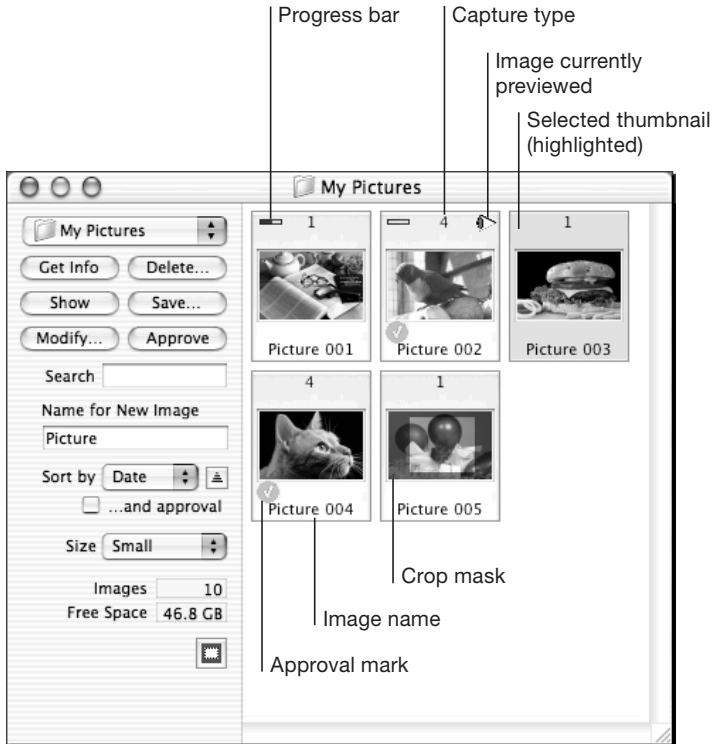 Progress bar
Capture type
Image currently
previewed
Selected thumbnail
(highlighted)
My Pictures
My Pictures
Get Info
Delete...
Show
Save...
Modify...
Approve
Search
Name for New Image
Picture
Sort by
Date
...and approval
Size
Small
Images
10
Free Space
46.8 GB
1
4
1
Picture 001
Picture 002
Picture 003
4
1
Picture 004
Picture 005
Crop mask
Image name
Approval mark